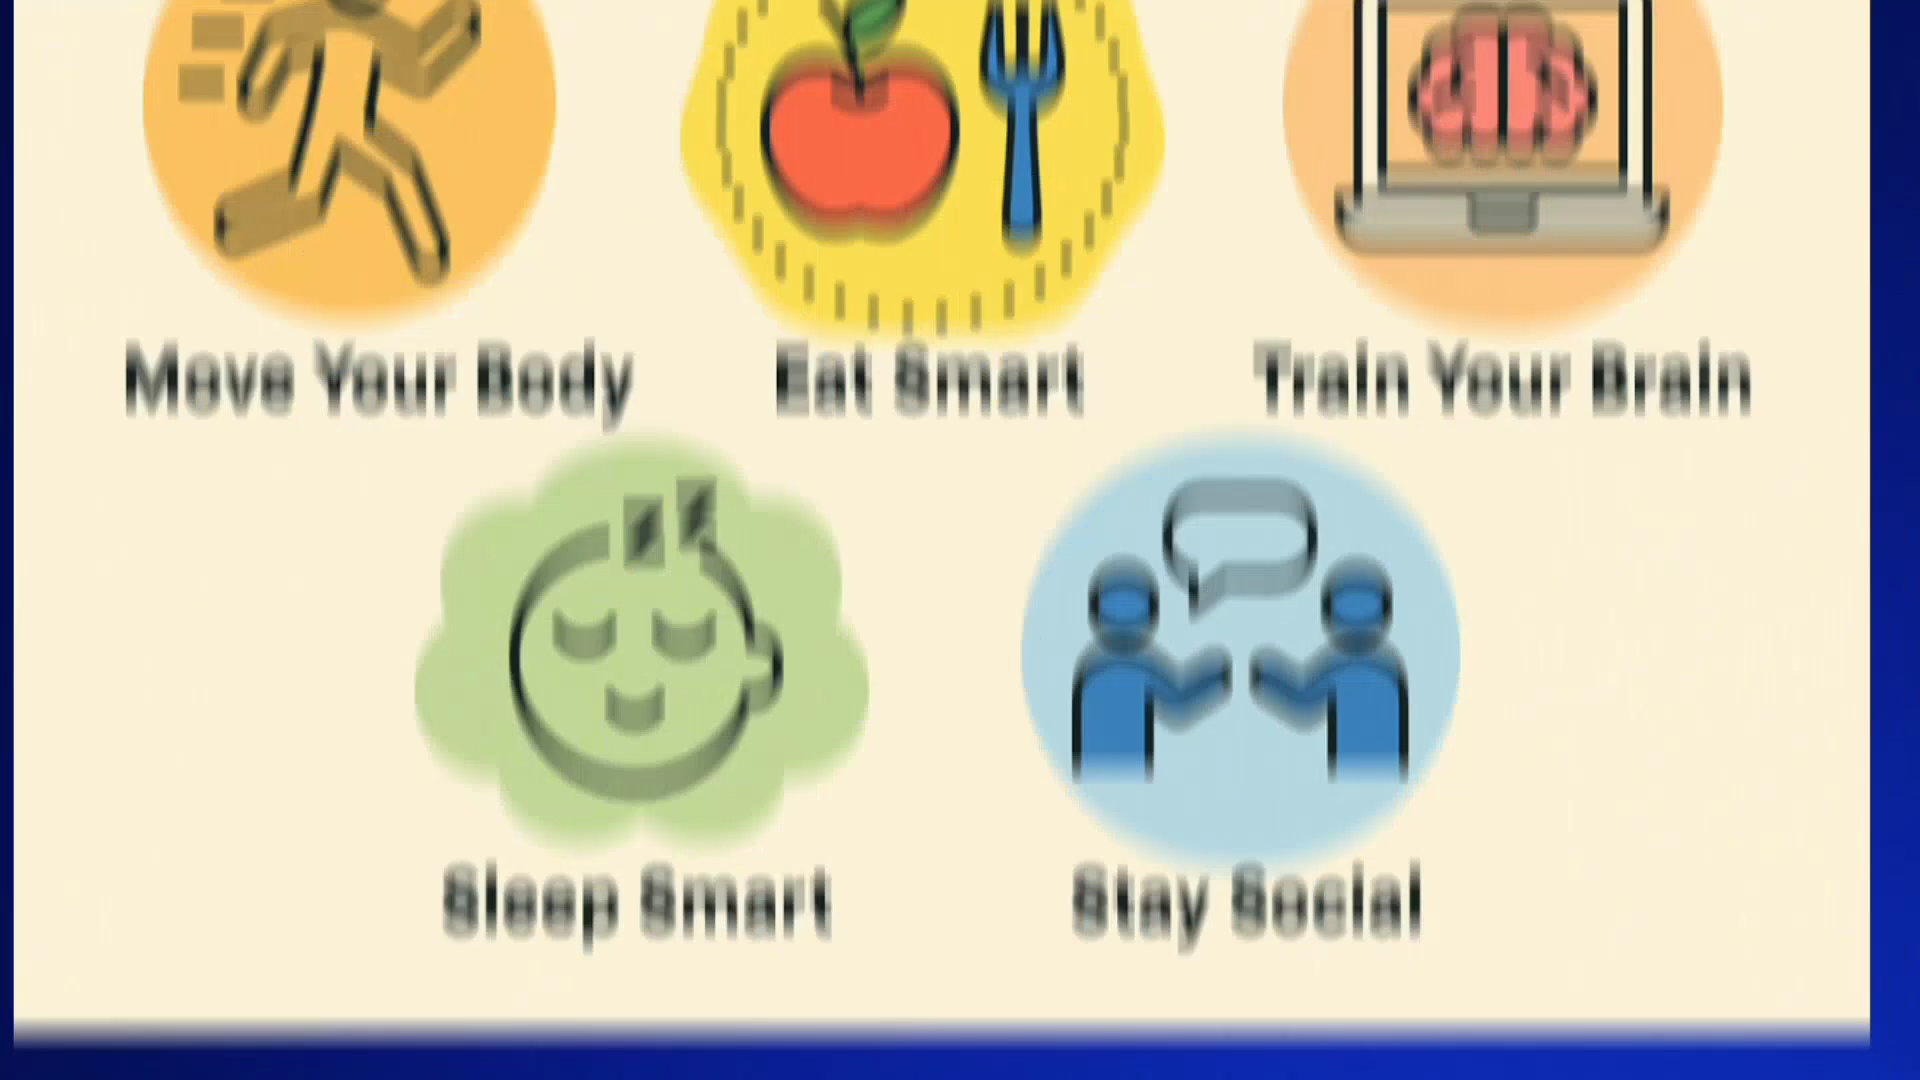 Move Your Body
Eat Smart
Train Your Brain
Sleep Smart
Stay Social